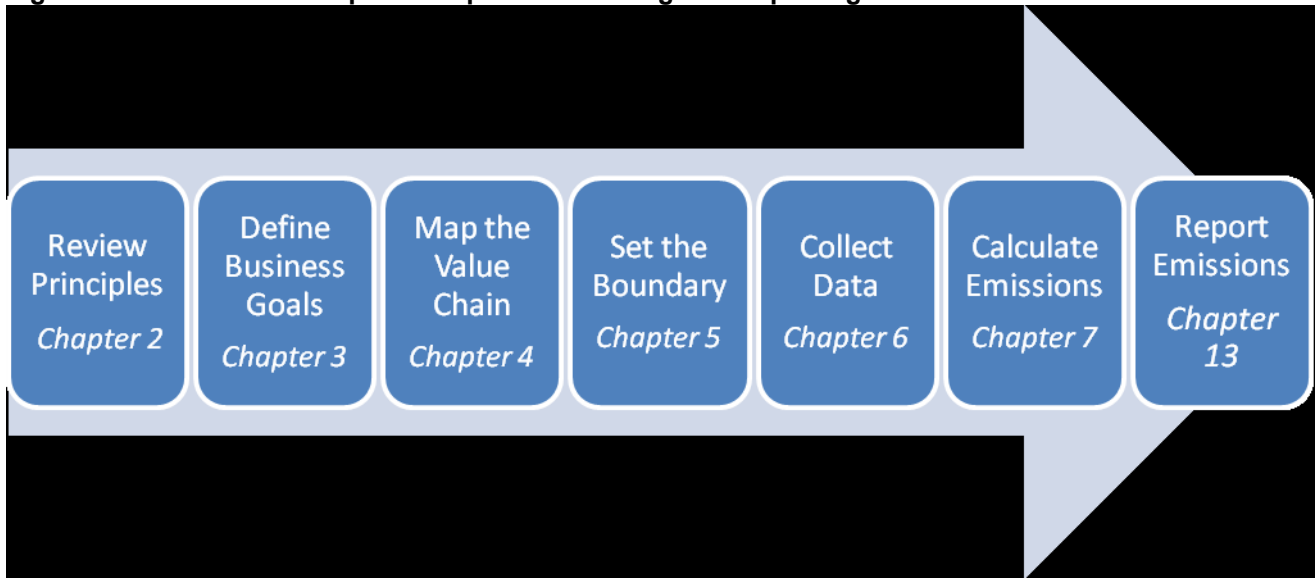 Review
Principles
Chapter 2
Define
Business
Goals
Chapter 3
Map the
Value
Chain
Chapter 4
Set the
Boundary
Chapter 5
Collect
Data
Chapter 6
Calculate
Emissions
Chapter 7
Report
Emissions
Chapter
13